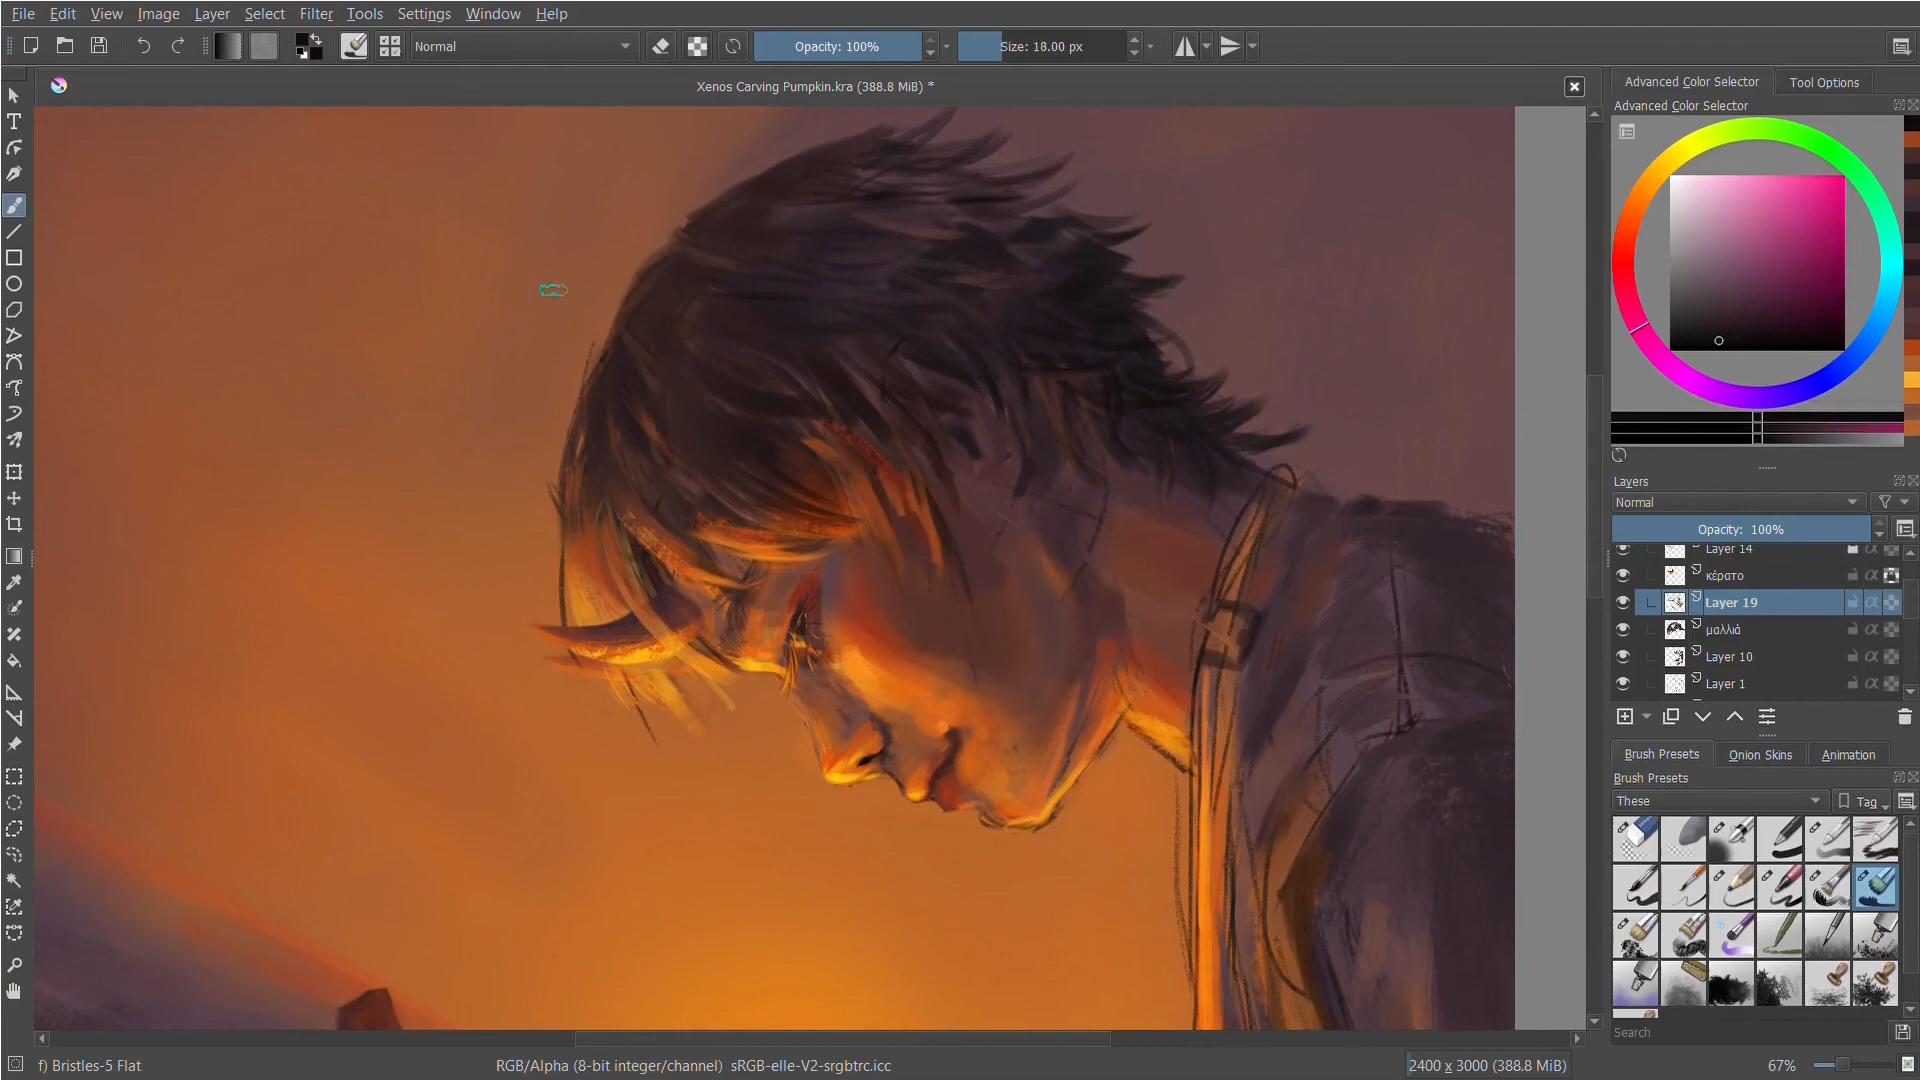 File Edit View Image Layer Select Filter Tools Settings Window Help
Normal Opacity: 100% Size: 18.00 px
Xenos Carving Pumpkin.kra (388.8 MiB) *
Advanced Color Selector Tool Options
Advanced Color Selector
Layers
Normal
Opacity: 100%
Layer 14
κέρατο
Layer 19
μαλλιά
Layer 10
Layer 1
Brush Presets Onion Skins Animation
Brush Presets
These Tag
Search
f) Bristles-5 Flat RGB/Alpha (8-bit integer/channel) sRGB-elle-V2-srgbtrc.icc 2400 x 3000 (388.8 MiB) 67%